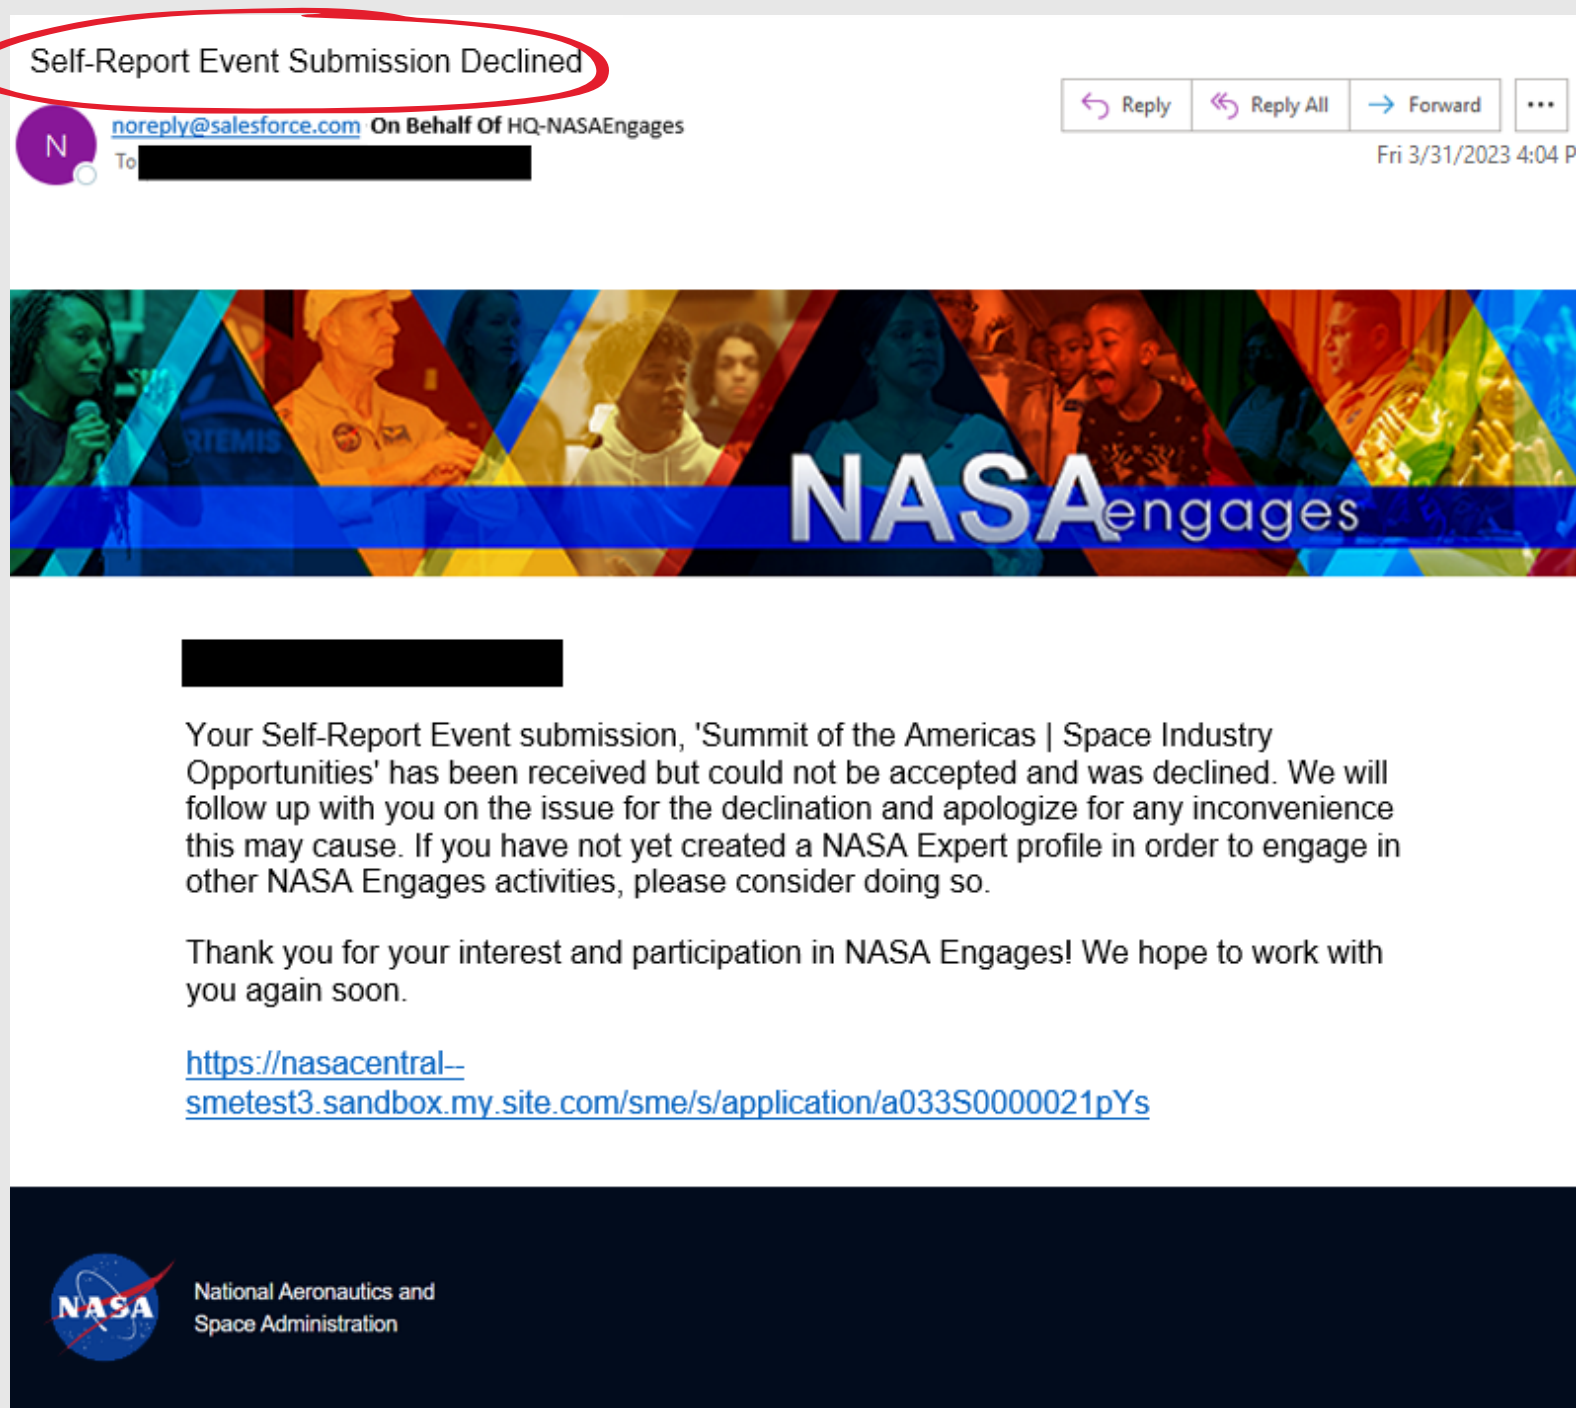 Self-Report Event Submission Declined
N
noreply@salesforce.com On Behalf Of HQ-NASAEngages
To
Reply
Reply All
Forward
Fri 3/31/2023 4:04 P
ARTEMIS
NASA engages
Your Self-Report Event submission, 'Summit of the Americas | Space Industry
Opportunities' has been received but could not be accepted and was declined. We will
follow up with you on the issue for the declination and apologize for any inconvenience
this may cause. If you have not yet created a NASA Expert profile in order to engage in
other NASA Engages activities, please consider doing so.
Thank you for your interest and participation in NASA Engages! We hope to work with
you again soon.
https://nasacentral--
smetest3.sandbox.my.site.com/sme/s/application/a033S0000021pYs
NASA
National Aeronautics and
Space Administration